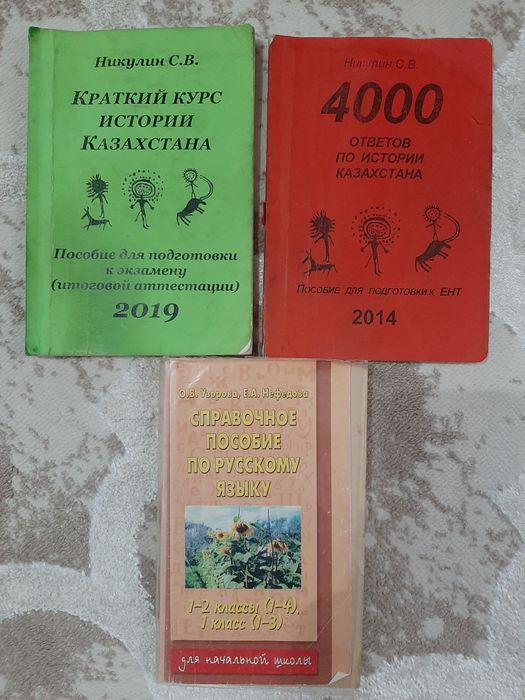 Никулин С.В.
Краткий курс
истории
Казахстана
Пособие для подготовки
к экзамену
(итоговой аттестации)
2019
Никулин С.В.
4000
ответов
по истории
Казахстана
Пособие для подготовки к ЕНТ
2014
О.В. Узорова, Е.А. Нефедова
СПРАВОЧНОЕ
ПОСОБИЕ
ПО РУССКОМУ
ЯЗЫКУ
1–2 классы (1–4),
1 класс (1–3)
для начальной школы